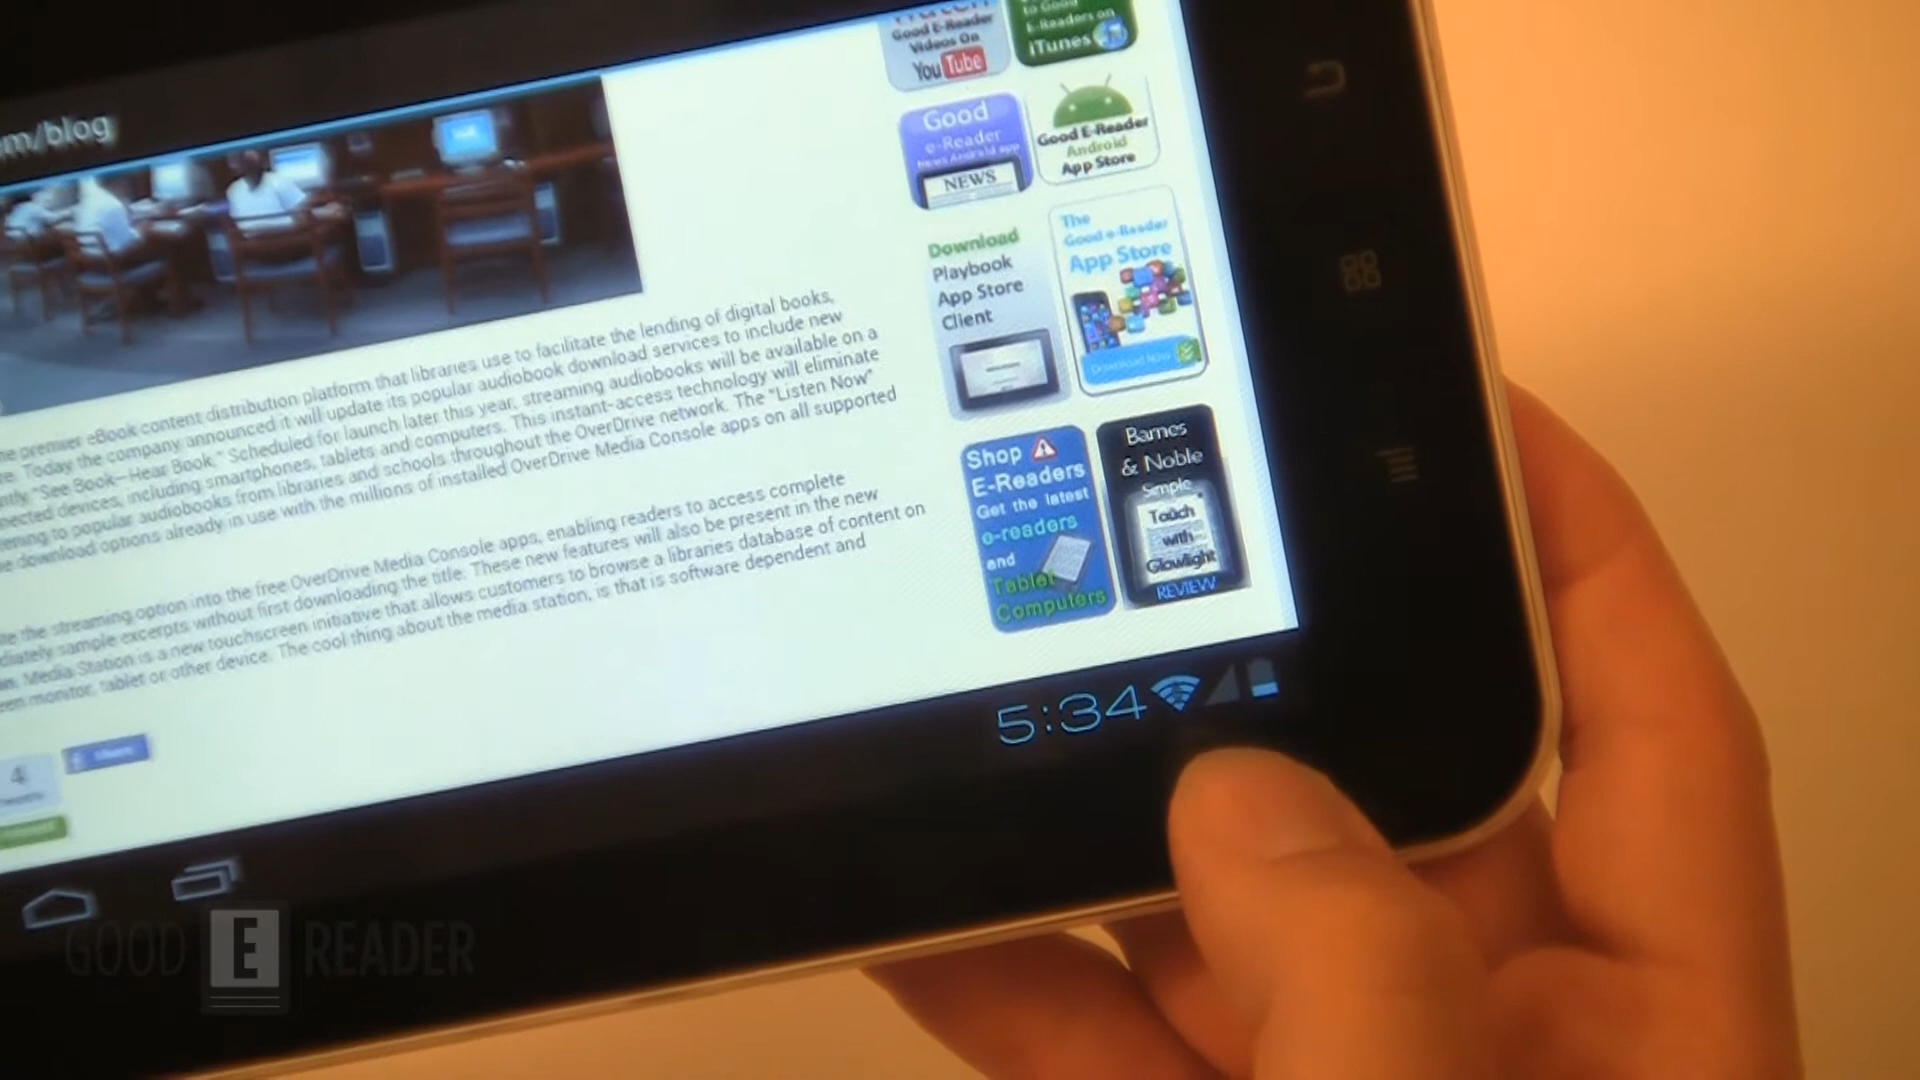 m/blog
Good E-Reader
Videos On
You Tube
to Good
E-Readers on
iTunes
Good
e-Reader
News Android app
NEWS
Good E-Reader
Android
App Store
Download
Playbook
App Store
Client
The
Good e-Reader
App Store
Download Now
Shop
E-Readers
Get the latest
e-readers
and
Tablet
Computers
Barnes
& Noble
Simple
Touch
with
Glowlight
REVIEW
premier eBook content distribution platform that libraries use to facilitate the lending of digital books,
Today the company announced it will update its popular audiobook download services to include new
"See Book—Hear Book." Scheduled for launch later this year, streaming audiobooks will be available on a
devices, including smartphones, tablets and computers. This instant-access technology will eliminate
to popular audiobooks from libraries and schools throughout the OverDrive network. The "Listen Now"
download options already in use with the millions of installed OverDrive Media Console apps on all supported
the streaming option into the free OverDrive Media Console apps, enabling readers to access complete
sample excerpts without first downloading the title. These new features will also be present in the new
Media Station is a new touchscreen initiative that allows customers to browse a libraries database of content on
monitor, tablet or other device. The cool thing about the media station, is that is software dependent and
4
5:34
GOOD E READER